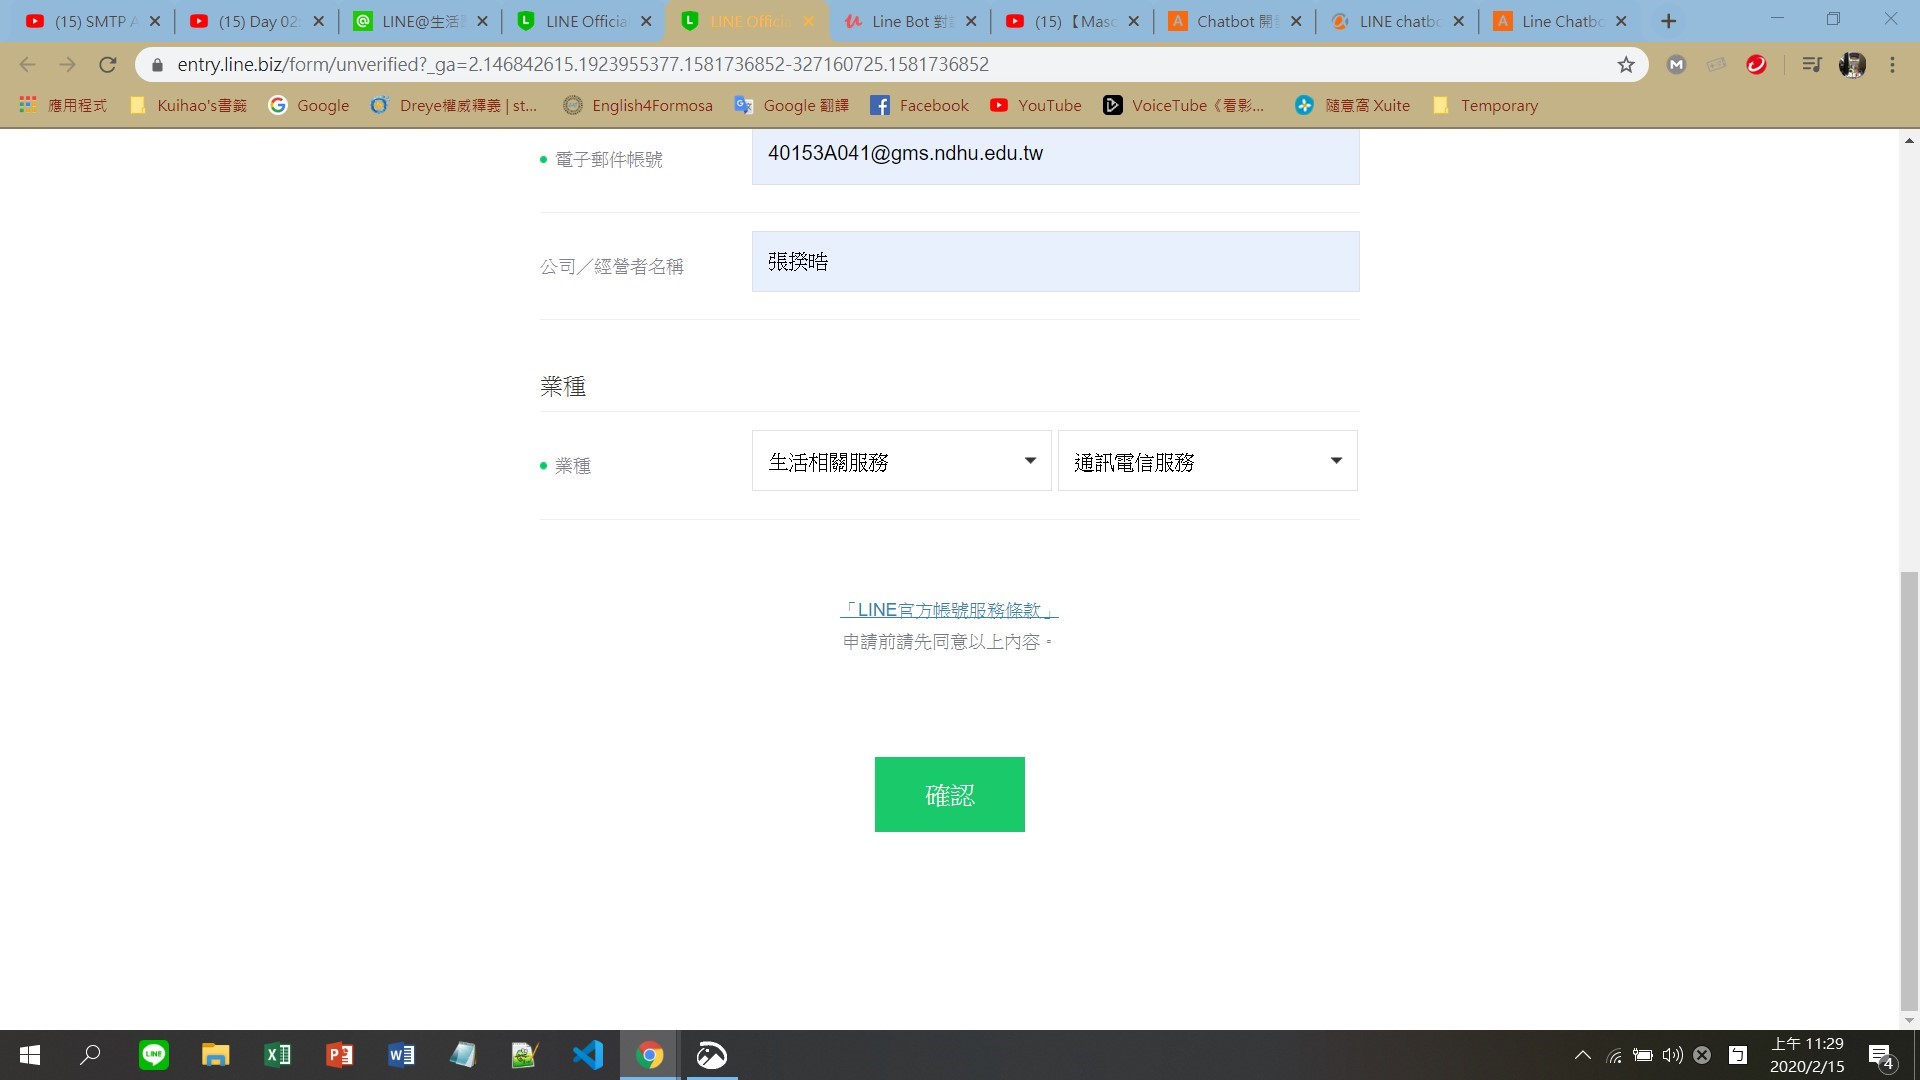 (15) SMTP
(15) Day 02:
LINE@生活
LINE Officia
LINE Offici
Line Bot 對
(15)【Maso
Chatbot 開
LINE chatb
Line Chatbo
entry.line.biz/form/unverified?_ga=2.146842615.1923955377.1581736852-327160725.1581736852
應用程式
Kuihao's書籤
Google
Dreye權威釋義 | st...
English4Formosa
Google 翻譯
Facebook
YouTube
VoiceTube《看影...
隨意窩 Xuite
Temporary
電子郵件帳號
40153A041@gms.ndhu.edu.tw
公司／經營者名稱
張揆晧
業種
業種
生活相關服務
通訊電信服務
「LINE官方帳號服務條款」
申請前請先同意以上內容。
確認
上午 11:29
2020/2/15
4